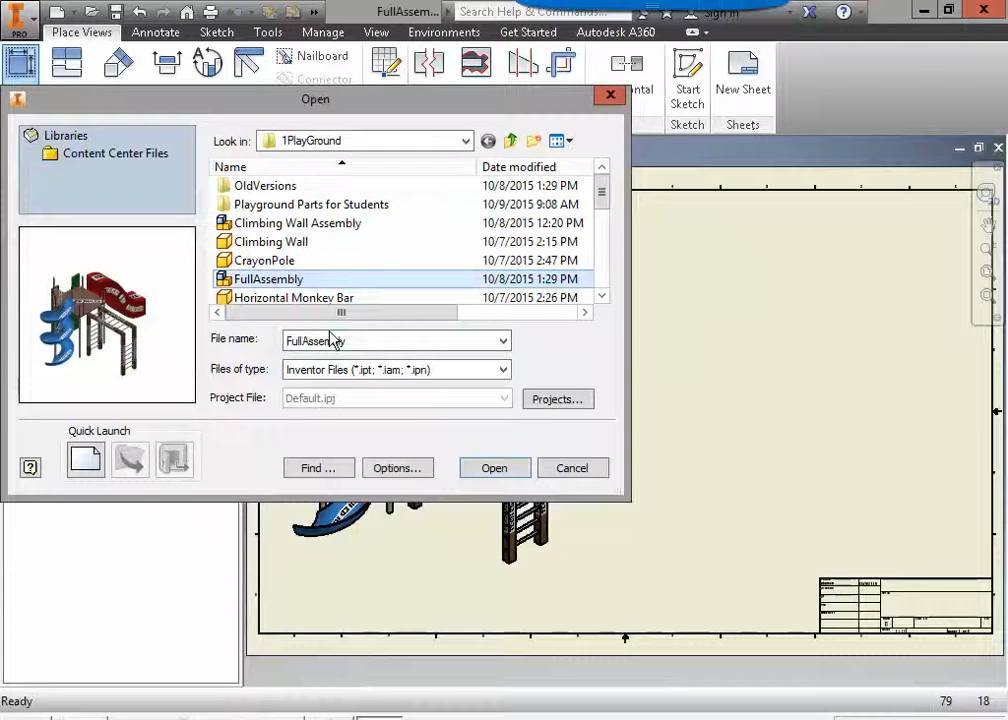 FullAssem...
Search Help & Commands...
Sign In
PRO
Place Views
Annotate
Sketch
Tools
Manage
View
Environments
Get Started
Autodesk A360
Nailboard
Connector
Start
Sketch
New Sheet
Sketch
Sheets
Open
Libraries
Content Center Files
Look in:
1PlayGround
Name
Date modified
OldVersions
10/8/2015 1:29 PM
Playground Parts for Students
10/9/2015 9:08 AM
Climbing Wall Assembly
10/8/2015 12:20 PM
Climbing Wall
10/7/2015 2:15 PM
CrayonPole
10/7/2015 2:47 PM
FullAssembly
10/8/2015 1:29 PM
Horizontal Monkey Bar
10/7/2015 2:26 PM
File name:
FullAssembly
Files of type:
Inventor Files (*.ipt; *.iam; *.ipn)
Project File:
Default.ipj
Projects...
Quick Launch
Find ...
Options...
Open
Cancel
Ready
79
18